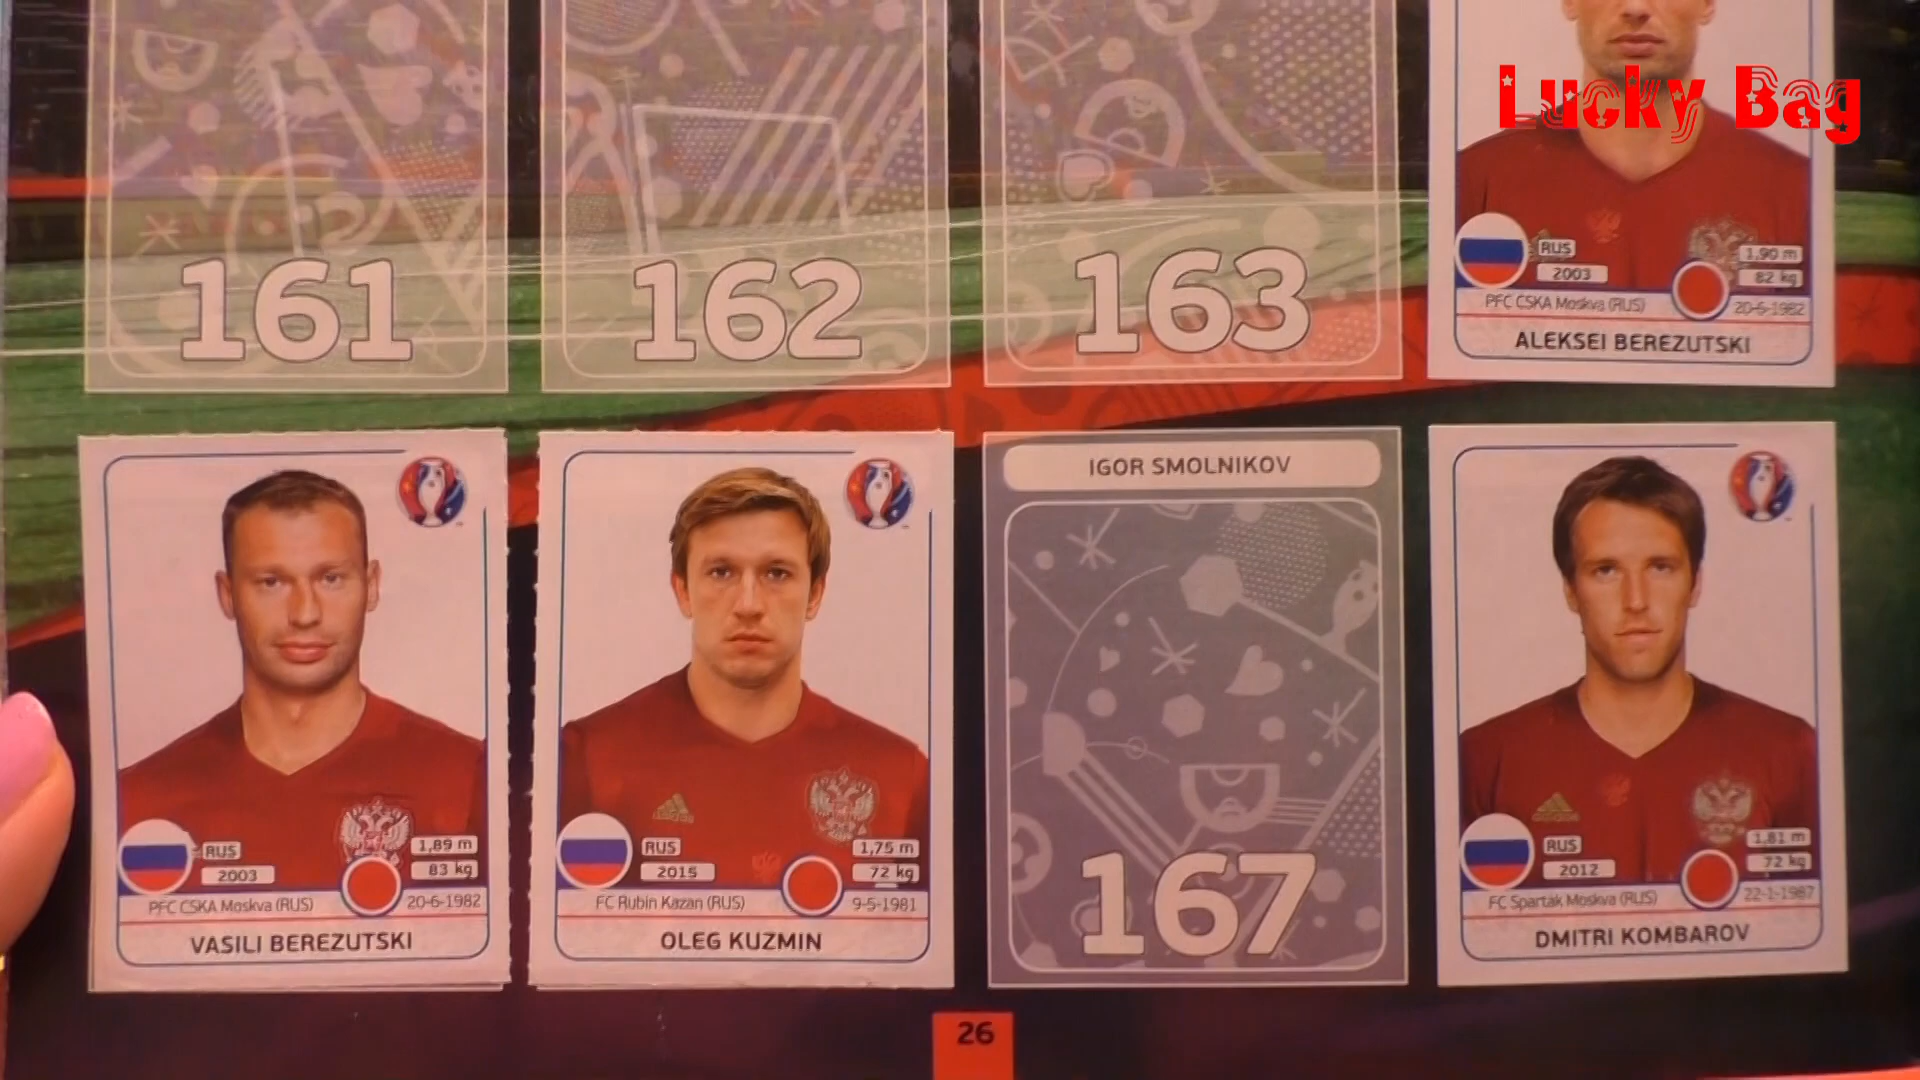 Lucky Bag
161
162
163
RUS
2003
1,90 m
82 kg
PFC CSKA Moskva (RUS)
20-6-1982
ALEKSEI BEREZUTSKI
RUS
2003
1,89 m
83 kg
PFC CSKA Moskva (RUS)
20-6-1982
VASILI BEREZUTSKI
adidas
RUS
2015
1,75 m
72 kg
FC Rubin Kazan (RUS)
9-5-1981
OLEG KUZMIN
IGOR SMOLNIKOV
167
adidas
RUS
2012
1,81 m
72 kg
FC Spartak Moskva (RUS)
22-1-1987
DMITRI KOMBAROV
26